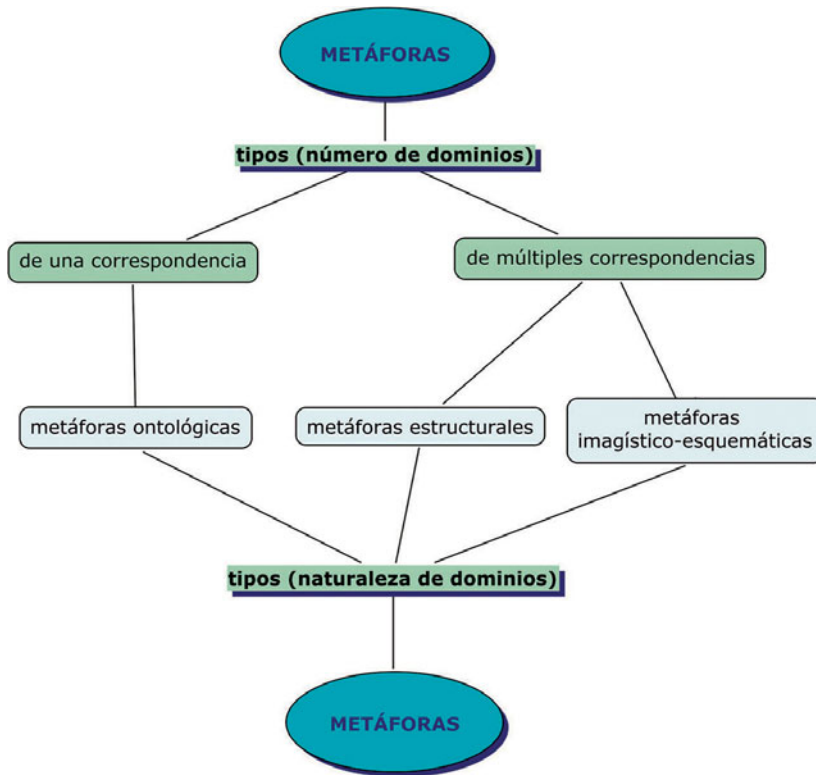 METÁFORAS
tipos (número de dominios)
de una correspondencia
de múltiples correspondencias
metáforas ontológicas
metáforas estructurales
metáforas
imagístico-esquemáticas
tipos (naturaleza de dominios)
METÁFORAS